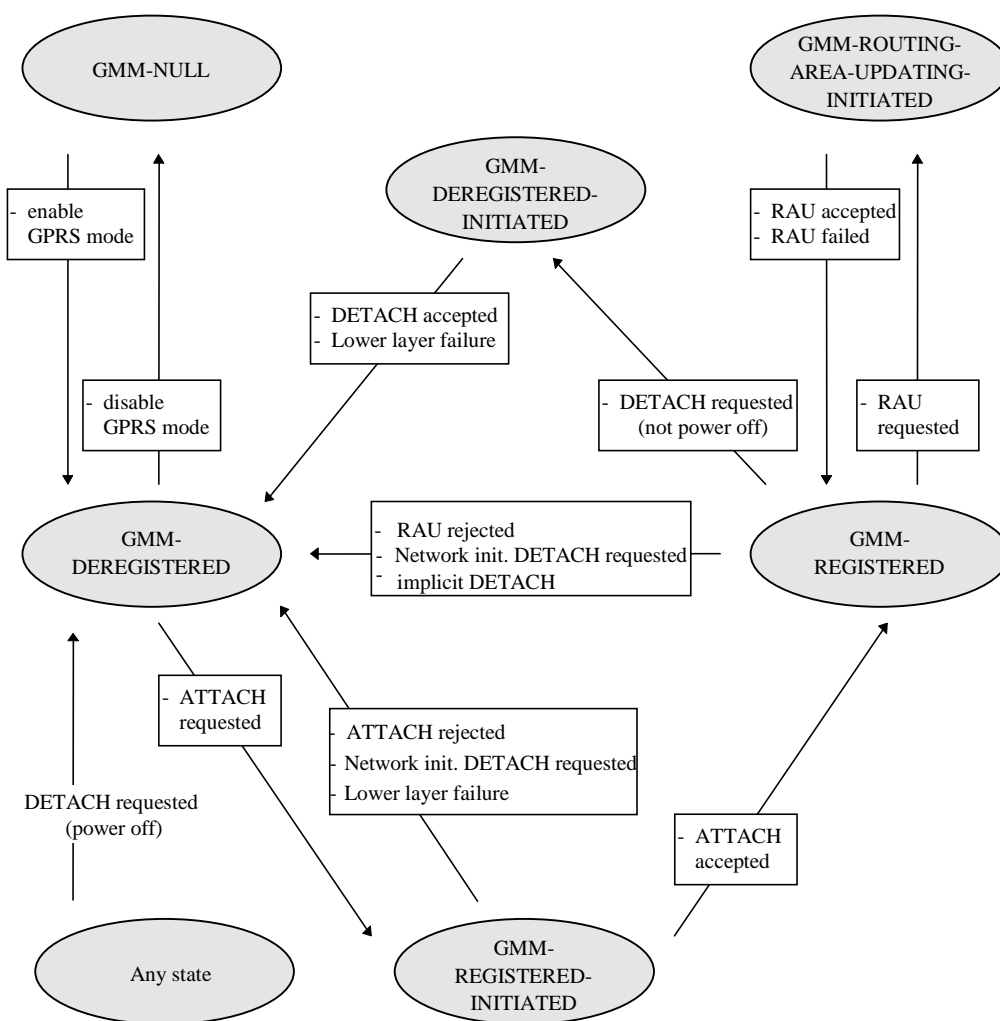 GMM-NULL
GMM-ROUTING-
AREA-UPDATING-
INITIATED
GMM-
DEREGISTERED-
INITIATED
- enable
GPRS mode
- RAU accepted
- RAU failed
- DETACH accepted
- Lower layer failure
- disable
GPRS mode
- DETACH requested
(not power off)
- RAU
requested
GMM-
DEREGISTERED
- RAU rejected
- Network init. DETACH requested
- implicit DETACH
GMM-
REGISTERED
- ATTACH
requested
- ATTACH rejected
- Network init. DETACH requested
- Lower layer failure
DETACH requested
(power off)
- ATTACH
accepted
Any state
GMM-
REGISTERED-
INITIATED